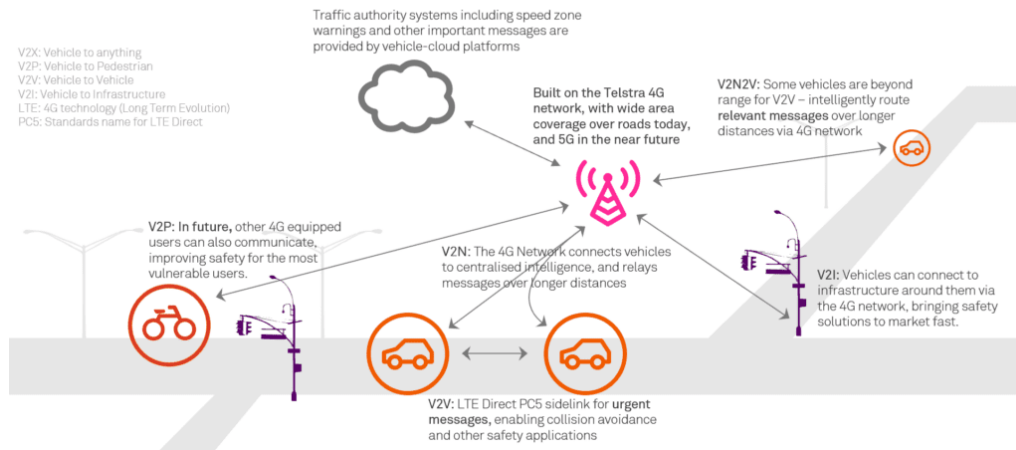 Traffic authority systems including speed zone
warnings and other important messages are
provided by vehicle-cloud platforms
V2X: Vehicle to anything
V2P: Vehicle to Pedestrian
V2V: Vehicle to Vehicle
V2I: Vehicle to Infrastructure
LTE: 4G technology (Long Term Evolution)
PC5: Standards name for LTE Direct
Built on the Telstra 4G
network, with wide area
coverage over roads today,
and 5G in the near future
V2N2V: Some vehicles are beyond
range for V2V – intelligently route
relevant messages over longer
distances via 4G network
V2P: In future, other 4G equipped
users can also communicate,
improving safety for the most
vulnerable users.
V2N: The 4G Network connects vehicles
to centralised intelligence, and relays
messages over longer distances
V2I: Vehicles can connect to
infrastructure around them via
the 4G network, bringing safety
solutions to market fast.
V2V: LTE Direct PC5 sidelink for urgent
messages, enabling collision avoidance
and other safety applications